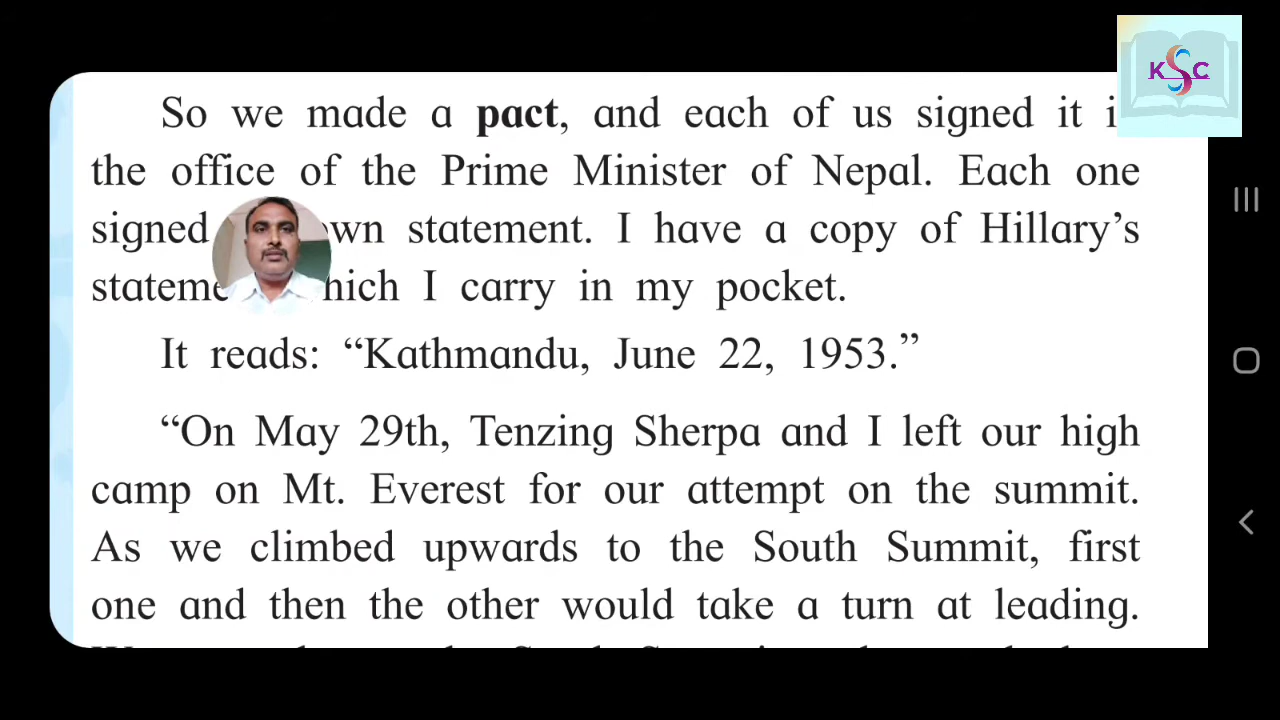 KSC
So we made a pact, and each of us signed it
the office of the Prime Minister of Nepal. Each one
signed statement. I have a copy of Hillary's
I carry in my pocket.
It reads: “Kathmandu, June 22, 1953.”
“On May 29th, Tenzing Sherpa and I left our high
camp on Mt. Everest for our attempt on the summit.
As we climbed upwards to the South Summit, first
one and then the other would take a turn at leading.